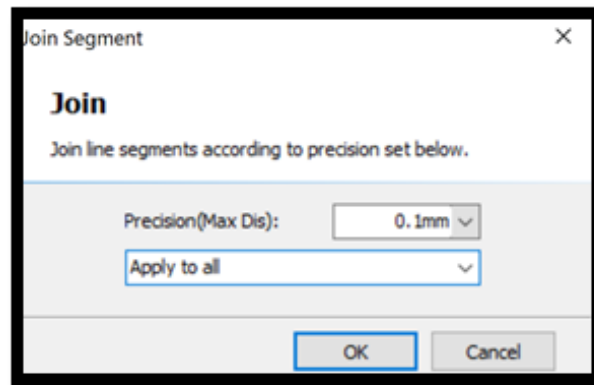 Join Segment
Join
Join line segments according to precision set below.
Precision(Max Dis): 0.1mm
Apply to all
OK Cancel